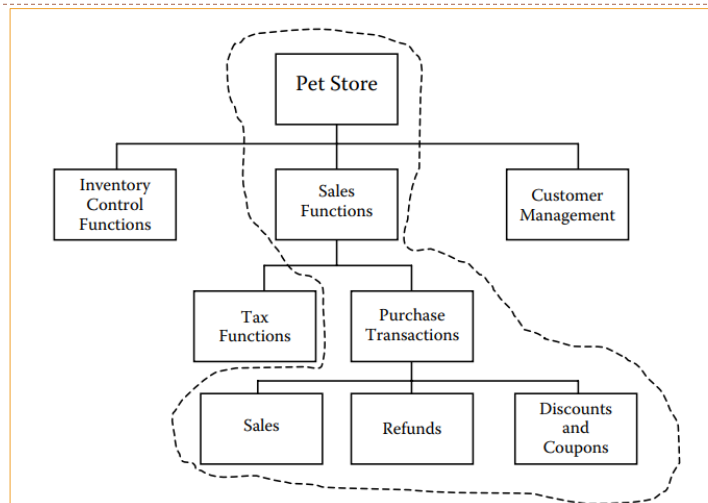 Pet Store
Inventory
Control
Functions
Sales
Functions
Customer
Management
Tax
Functions
Purchase
Transactions
Sales
Refunds
Discounts
and
Coupons